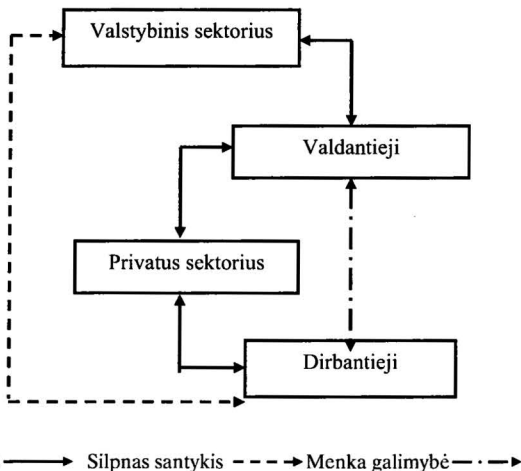 Valstybinis sektorius
Valdantieji
Privatus sektorius
Dirbantieji
Silpnas santykis Menka galimybė